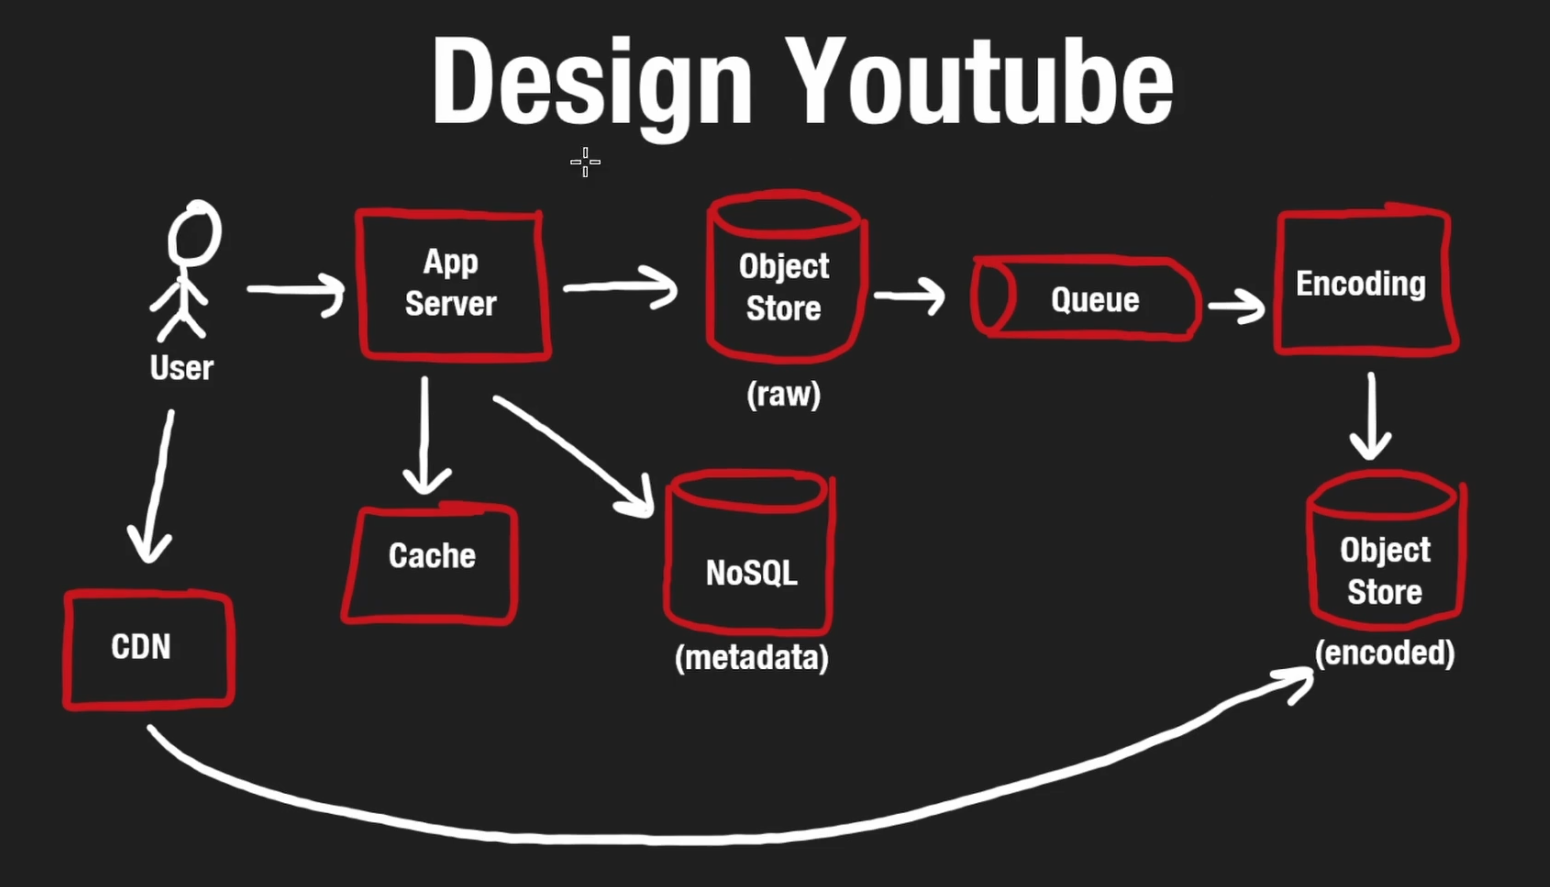 Design Youtube
User
App
Server
Object
Store
(raw)
Queue
Encoding
CDN
Cache
NoSQL
(metadata)
Object
Store
(encoded)